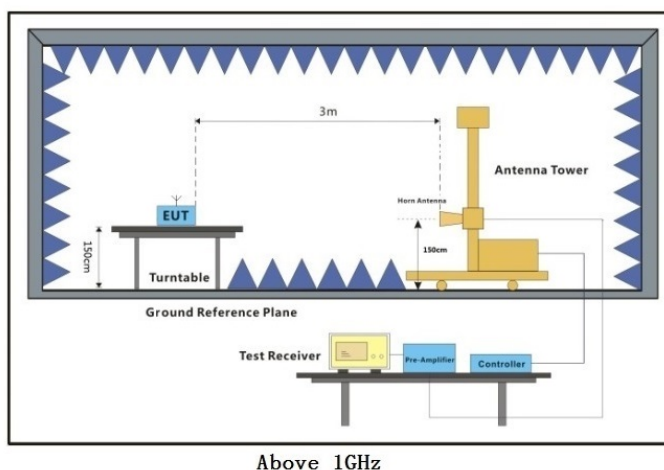 3m
Antenna Tower
Horn Antenna
EUT
150cm
150cm
Turntable
Ground Reference Plane
Test Receiver
Pre-Amplifier
Controller
Above 1GHz